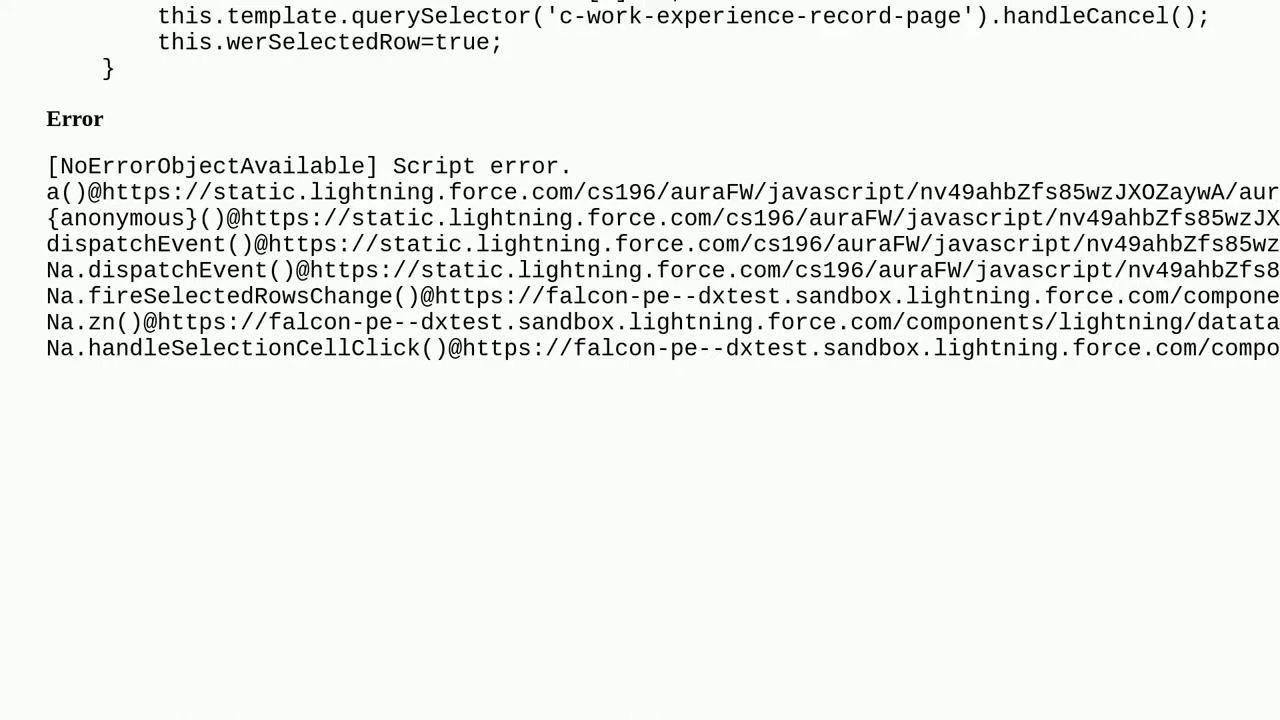 this.template.querySelector('c-work-experience-record-page').handleCancel();
this.werSelectedRow=true;
}
Error
[NoErrorObjectAvailable] Script error.
a()@https://static.lightning.force.com/cs196/auraFW/javascript/nv49ahbZfs85wzJXOZaywA/aur
{anonymous}()@https://static.lightning.force.com/cs196/auraFW/javascript/nv49ahbZfs85wzJX
dispatchEvent()@https://static.lightning.force.com/cs196/auraFW/javascript/nv49ahbZfs85wz
Na.dispatchEvent()@https://static.lightning.force.com/cs196/auraFW/javascript/nv49ahbZfs8
Na.fireSelectedRowsChange()@https://falcon-pe--dxtest.sandbox.lightning.force.com/compone
Na.zn()@https://falcon-pe--dxtest.sandbox.lightning.force.com/components/lightning/datata
Na.handleSelectionCellClick()@https://falcon-pe--dxtest.sandbox.lightning.force.com/compo